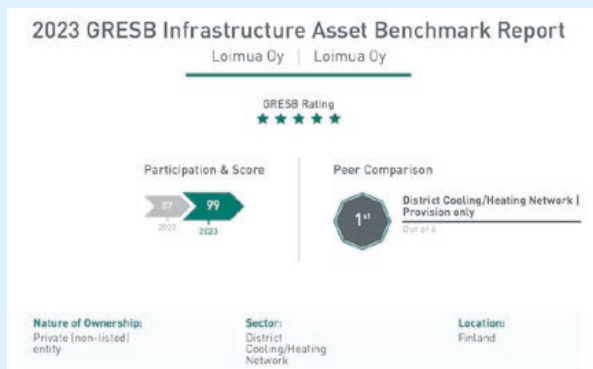 2023 GRESB Infrastructure Asset Benchmark Report
Loimua Oy | Loimua Oy
GRESB Rating
Participation & Score
87
99
2022
2023
Peer Comparison
1st
District Cooling/Heating Network |
Provision only
Out of 6
Nature of Ownership:
Private (non-listed)
entity
Sector:
District
Cooling/Heating
Network
Location:
Finland